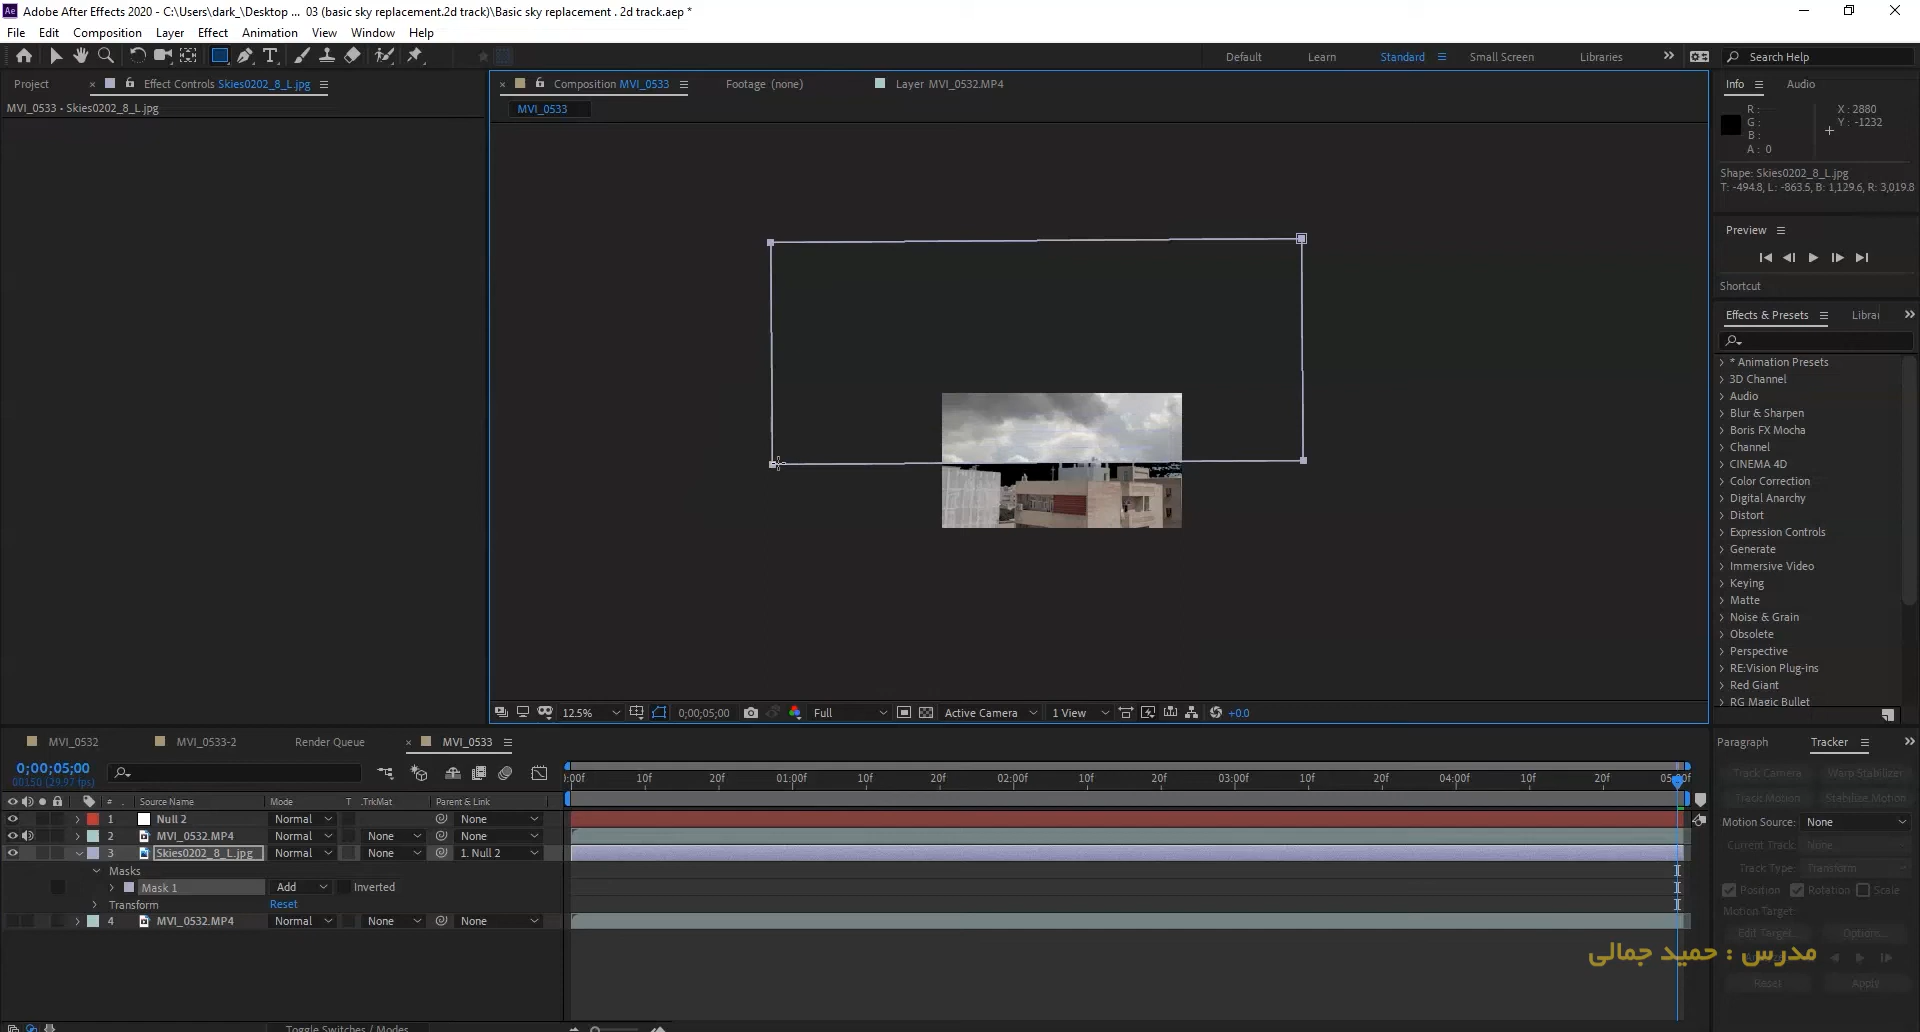 Adobe After Effects 2020 - C:\Users\dark_\Desktop ... 03 (basic sky replacement.2d track)\Basic sky replacement . 2d track.aep *
File Edit Composition Layer Effect Animation View Window Help
Default Learn Standard Small Screen Libraries Search Help
Project Effect Controls Skies0202_8_L.jpg Composition MVI_0533 Footage (none) Layer MVI_0532.MP4 Info Audio
MVI_0533 • Skies0202_8_L.jpg
MVI_0533
R :
G :
B :
A : 0
X : 2880
Y : -1232
Shape: Skies0202_8_L.jpg
T: -494.8, L: -863.5, B: 1,129.6, R: 3,019.8
Preview
Shortcut
Effects & Presets Librai
* Animation Presets
3D Channel
Audio
Blur & Sharpen
Boris FX Mocha
Channel
CINEMA 4D
Color Correction
Digital Anarchy
Distort
Expression Controls
Generate
Immersive Video
Keying
Matte
Noise & Grain
Obsolete
Perspective
RE:Vision Plug-ins
Red Giant
RG Magic Bullet
12.5% 0;00;05;00 Full Active Camera 1 View +0.0
MVI_0532 MVI_0533-2 Render Queue MVI_0533
0;00;05;00
00150 (29.97 fps)
:00f 10f 20f 01:00f 10f 20f 02:00f 10f 20f 03:00f 10f 20f 04:00f 10f 20f 05:00f
# Source Name Mode T .TrkMat Parent & Link
1 Null 2 Normal None
2 MVI_0532.MP4 Normal None None
3 Skies0202_8_L.jpg Normal None 1. Null 2
Masks
Mask 1 Add Inverted
Transform Reset
4 MVI_0532.MP4 Normal None None
Toggle Switches / Modes
Paragraph Tracker
Track Camera Warp Stabilizer
Track Motion Stabilize Motion
Motion Source: None
Current Track: None
Track Type: Transform
Position Rotation Scale
Motion Target:
Edit Target... Options...
مدرس : حمید جمالی
Reset Apply